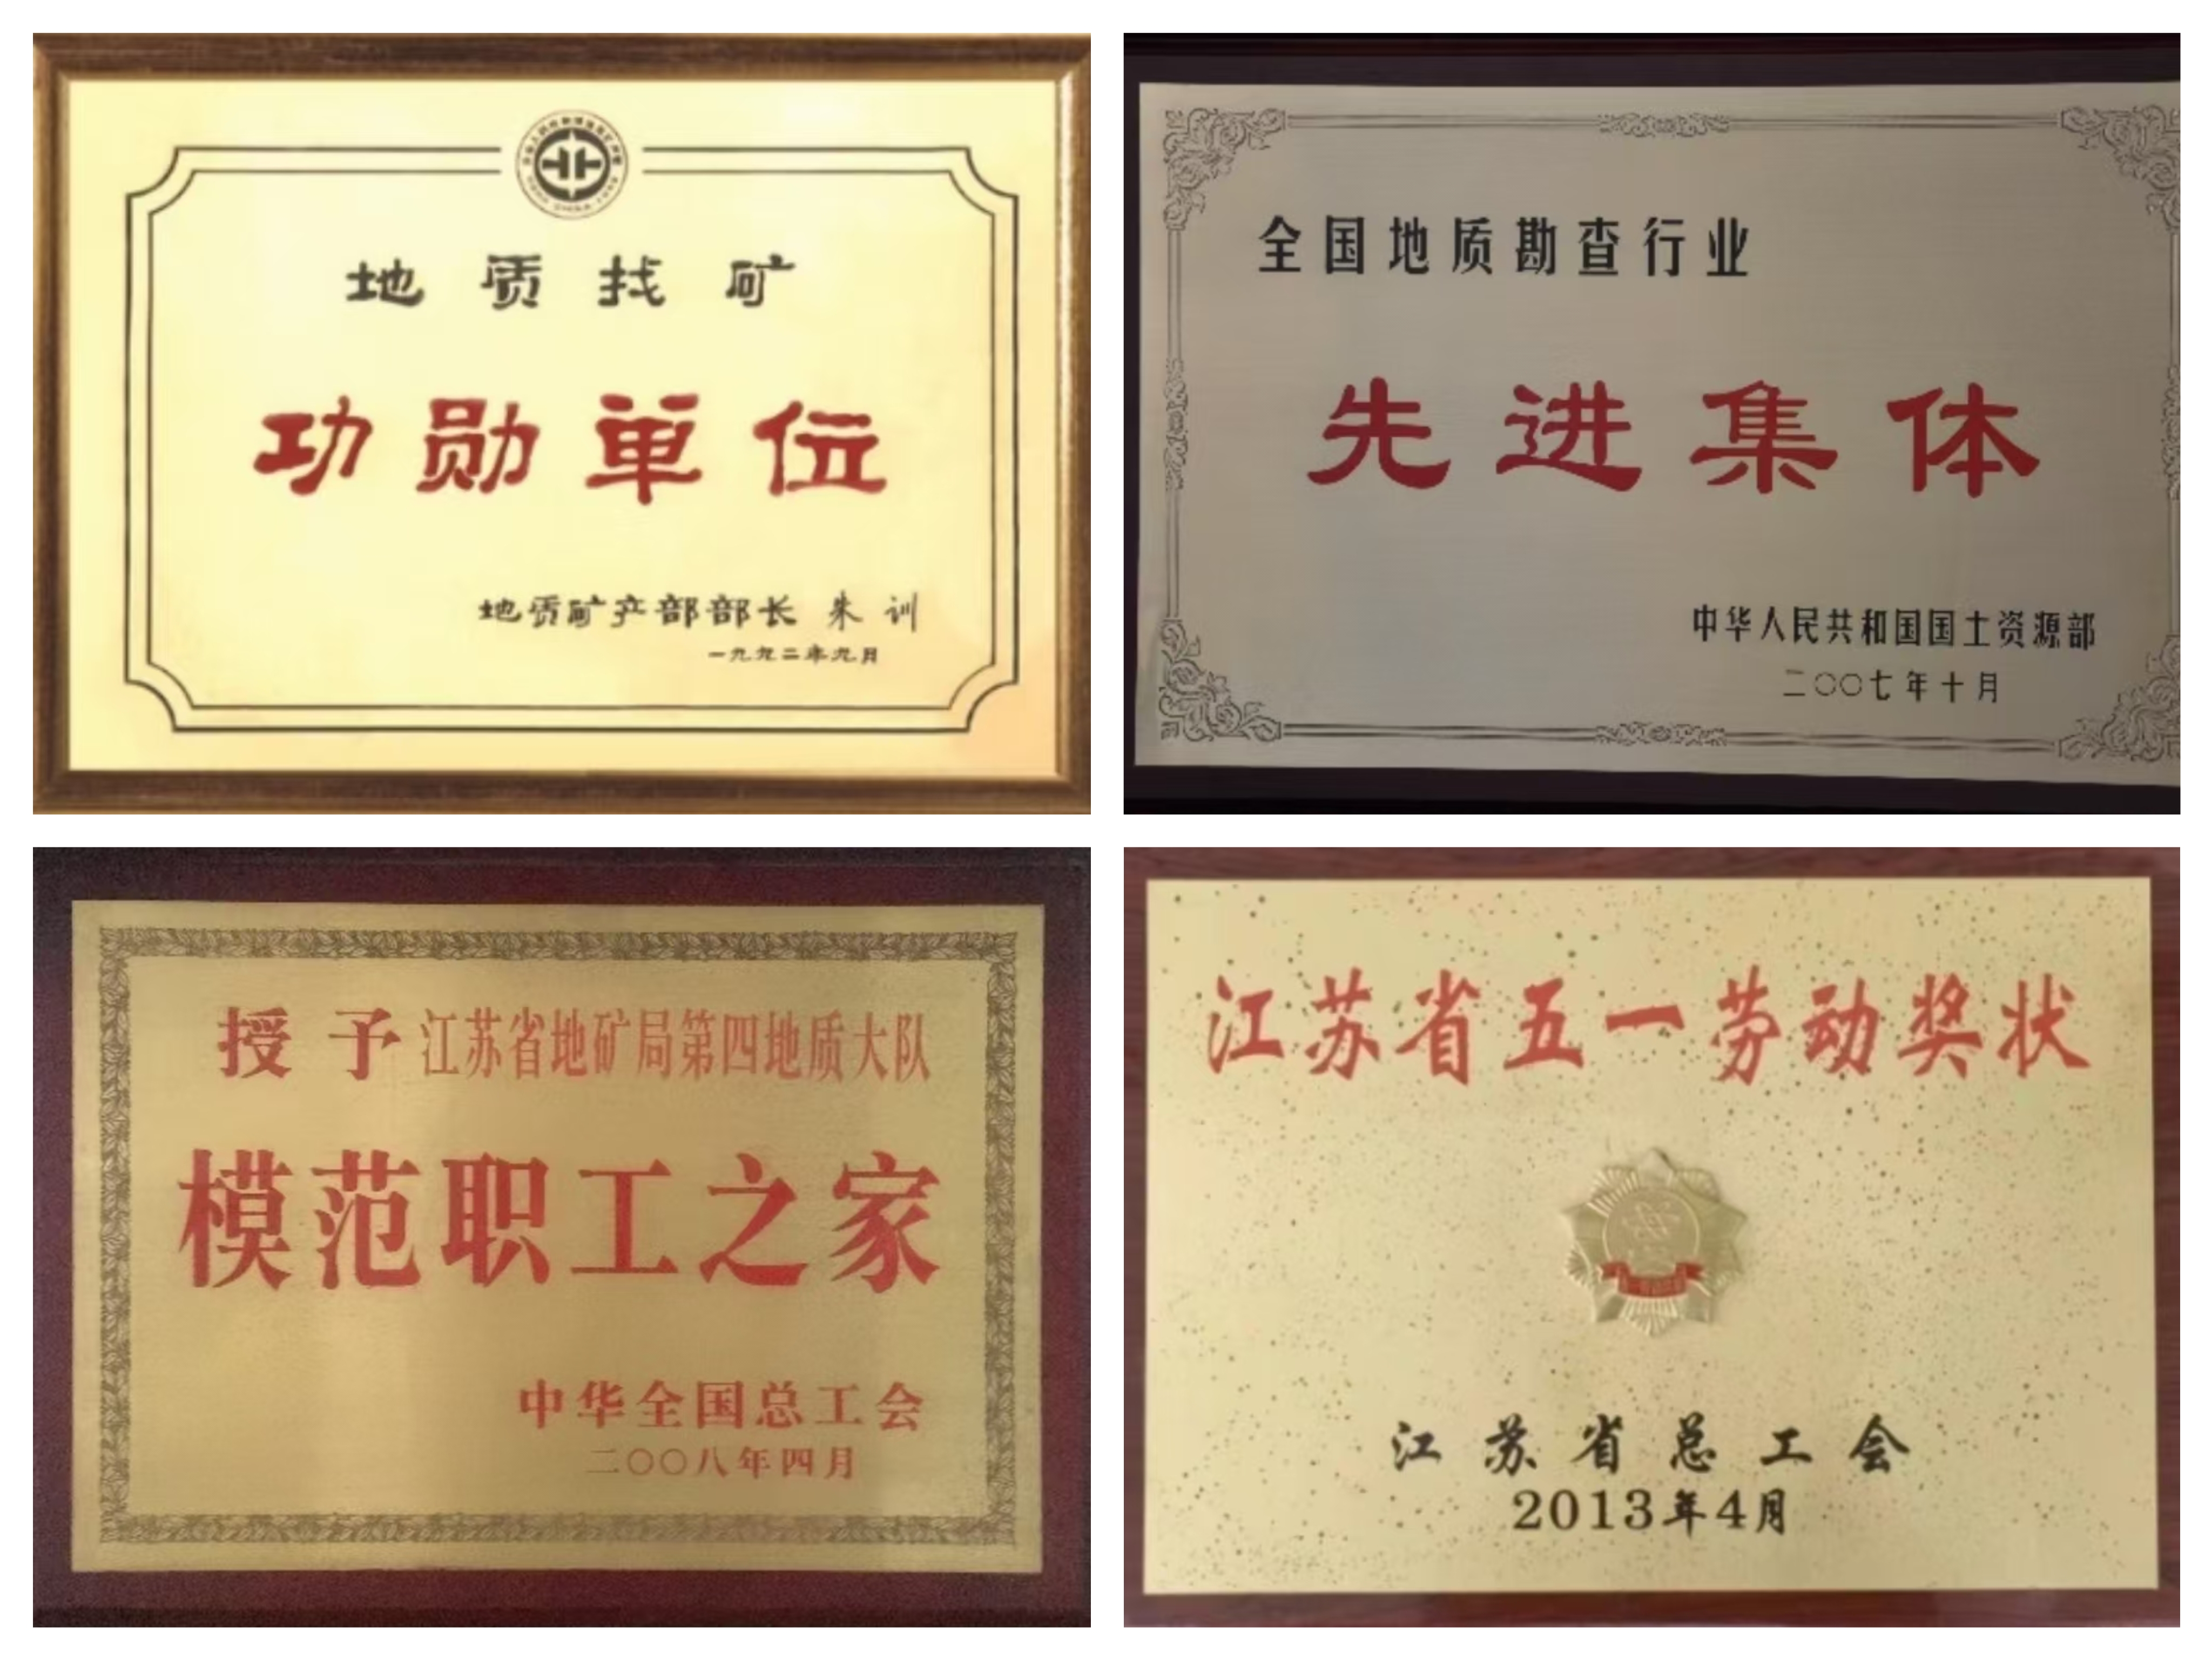 地质找矿
功勋单位
地质矿产部部长 朱训
一九九二年九月
全国地质勘查行业
先进集体
中华人民共和国国土资源部
二〇〇七年十月
授予江苏省地矿局第四地质大队
模范职工之家
中华全国总工会
二〇〇八年四月
江苏省五一劳动奖状
江苏省总工会
2013年4月